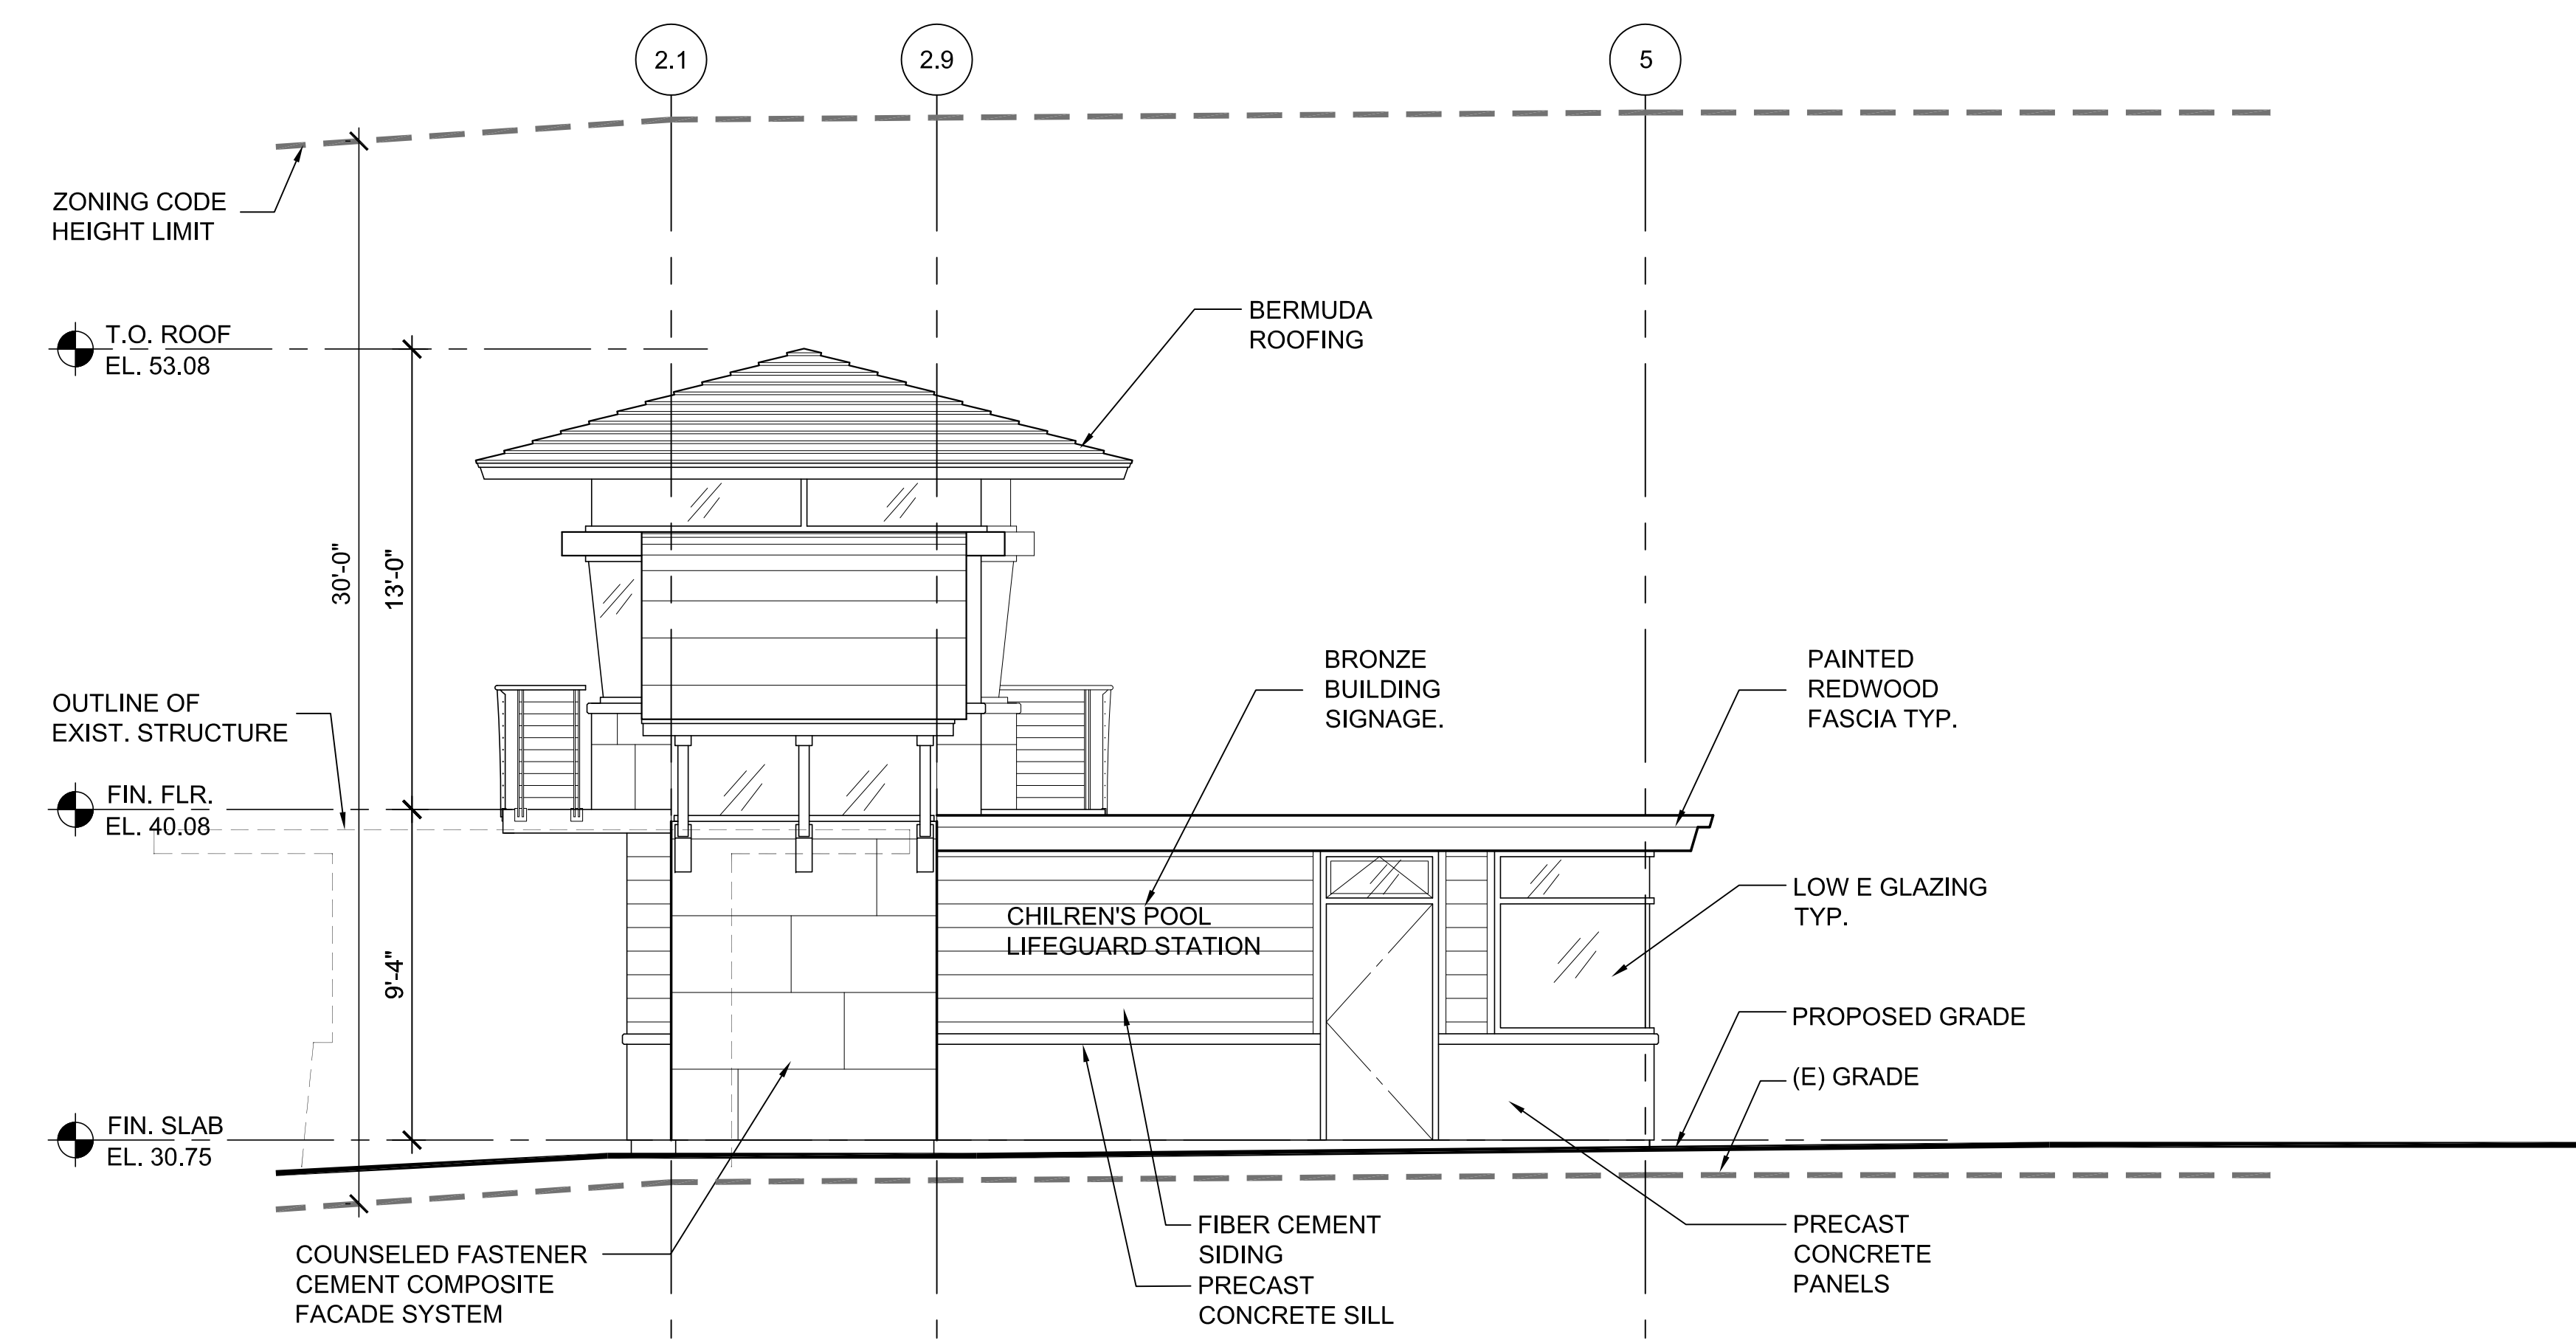 2.1
2.9
5
ZONING CODE
HEIGHT LIMIT
T.O. ROOF
EL. 53.08
BERMUDA
ROOFING
30'-0"
13'-0"
BRONZE
BUILDING
SIGNAGE.
PAINTED
REDWOOD
FASCIA TYP.
OUTLINE OF
EXIST. STRUCTURE
FIN. FLR.
EL. 40.08
LOW E GLAZING
TYP.
CHILREN'S POOL
LIFEGUARD STATION
9'-4"
PROPOSED GRADE
(E) GRADE
FIN. SLAB
EL. 30.75
COUNSELED FASTENER
CEMENT COMPOSITE
FACADE SYSTEM
FIBER CEMENT
SIDING
PRECAST
CONCRETE SILL
PRECAST
CONCRETE
PANELS